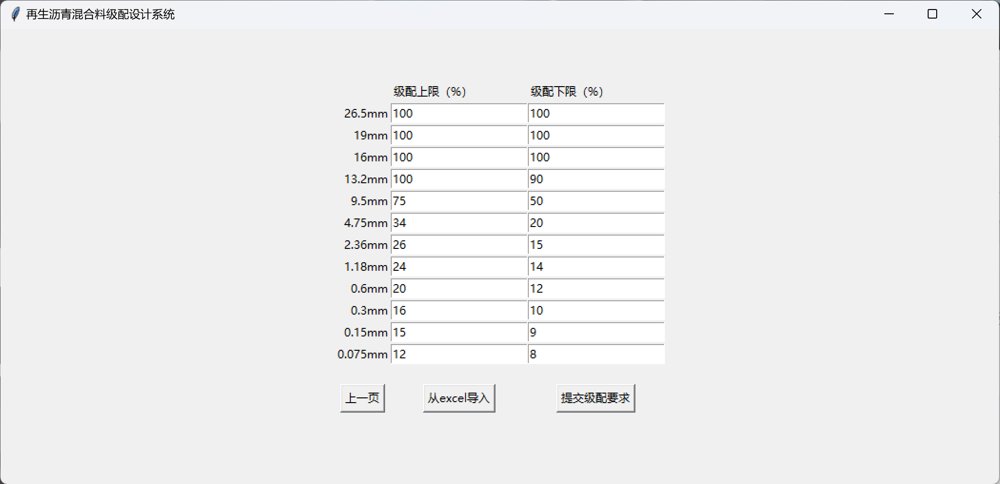 再生沥青混合料级配设计系统
级配上限（%） 级配下限（%）
26.5mm 100 100
19mm 100 100
16mm 100 100
13.2mm 100 90
9.5mm 75 50
4.75mm 34 20
2.36mm 26 15
1.18mm 24 14
0.6mm 20 12
0.3mm 16 10
0.15mm 15 9
0.075mm 12 8
上一页 从excel导入 提交级配要求